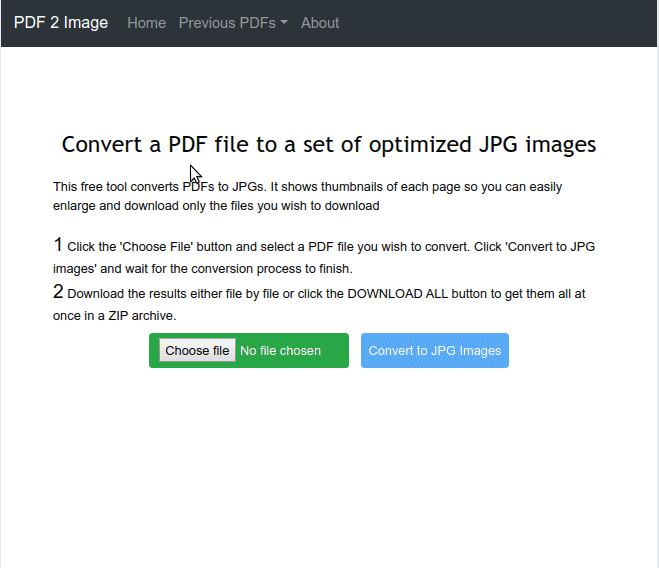 PDF 2 Image Home Previous PDFs About
Convert a PDF file to a set of optimized JPG images
This free tool converts PDFs to JPGs. It shows thumbnails of each page so you can easily
enlarge and download only the files you wish to download
1 Click the 'Choose File' button and select a PDF file you wish to convert. Click 'Convert to JPG
images' and wait for the conversion process to finish.
2 Download the results either file by file or click the DOWNLOAD ALL button to get them all at
once in a ZIP archive.
Choose file No file chosen Convert to JPG Images